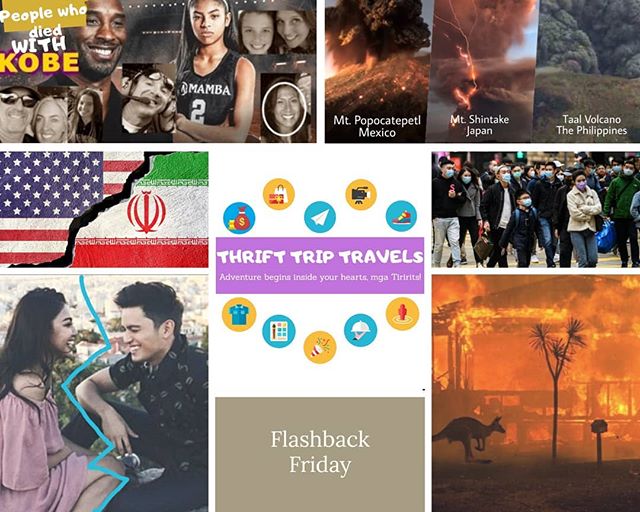 People who
died
WITH
KOBE
MAMBA
2
Mt. Popocatepetl
Mexico
Mt. Shintake
Japan
Taal Volcano
The Philippines
THRIFT TRIP TRAVELS
Adventure begins inside your hearts, mga Tiririts!
Flashback
Friday